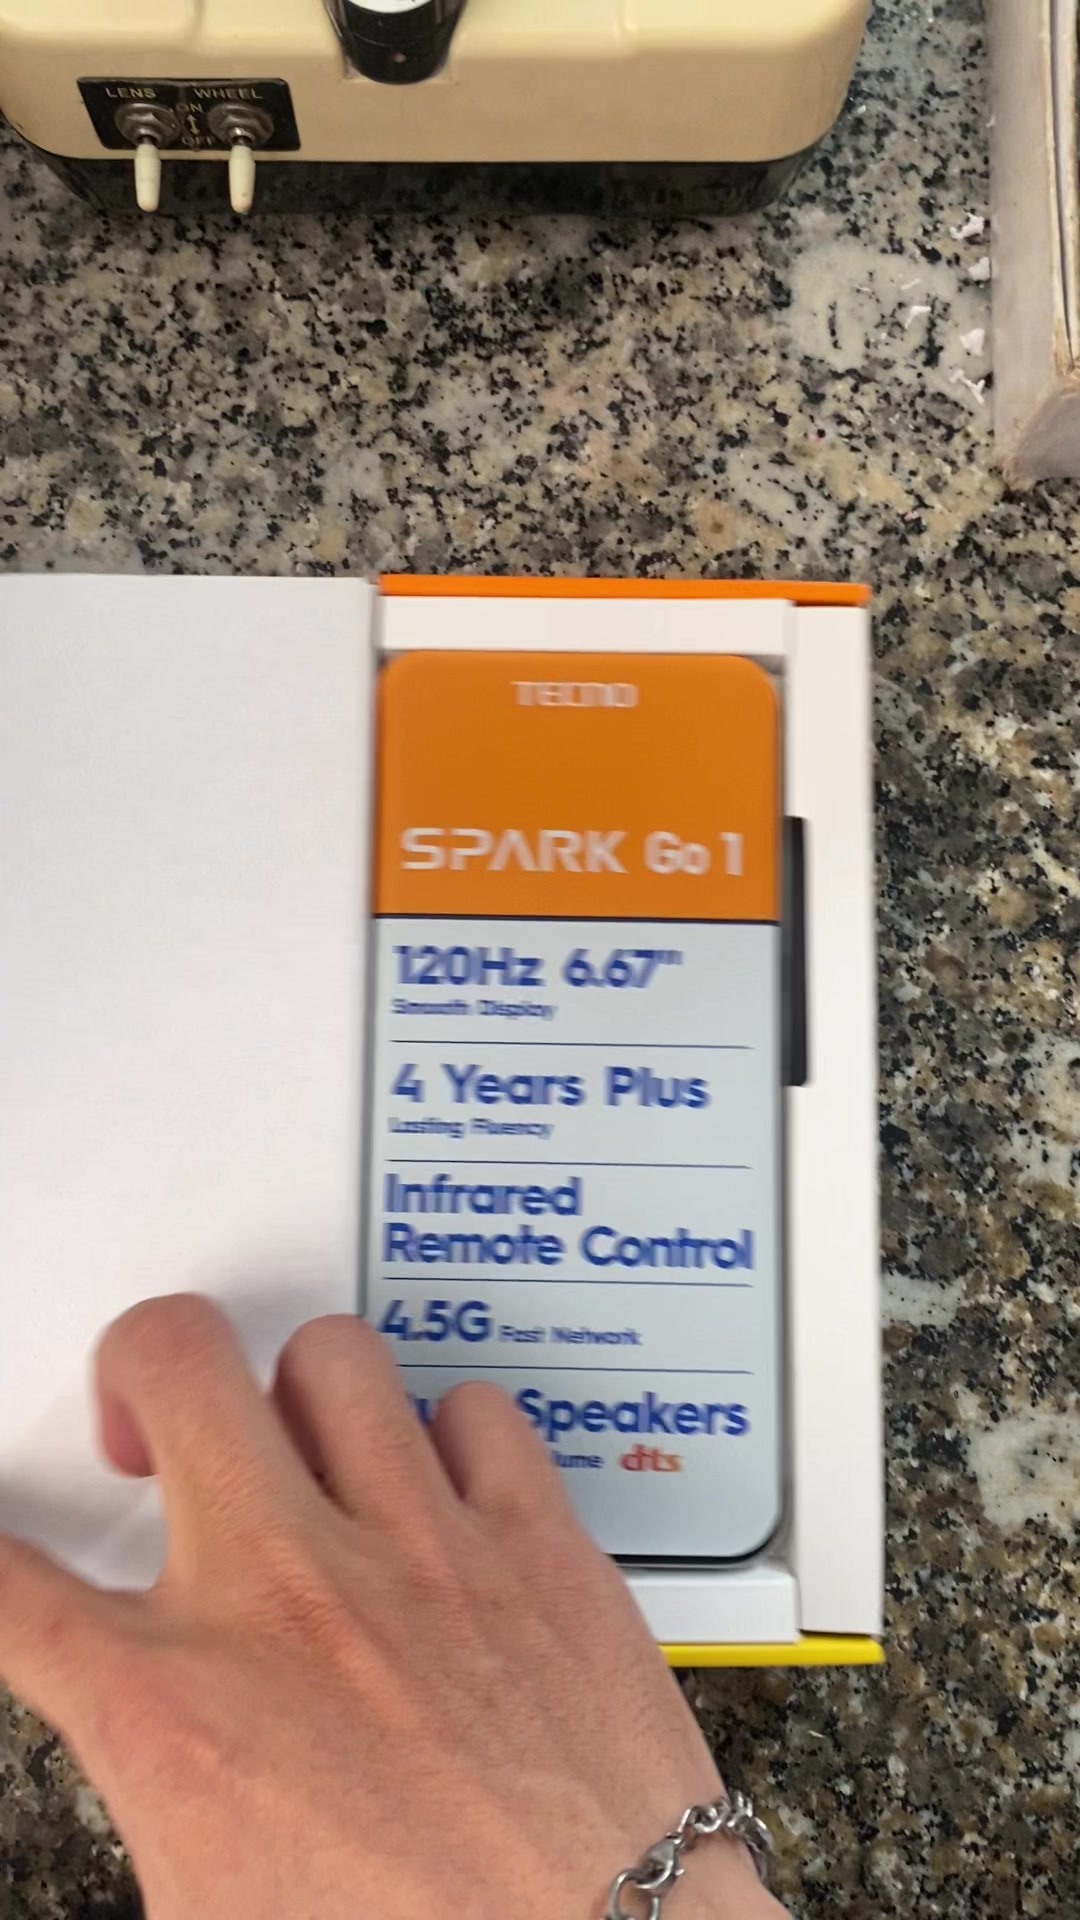 LENS WHEEL
ON
OFF
TECNO
SPARK Go 1
120Hz 6.67"
Smooth Display
4 Years Plus
Lasting Fluency
Infrared
Remote Control
4.5G Fast Network
Speakers
dts